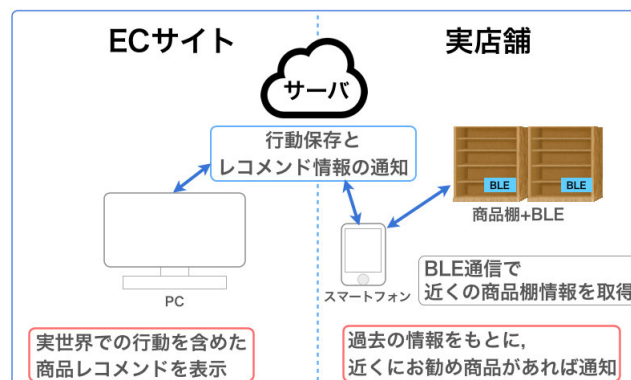 ECサイト
実店舗
サーバ
行動保存と
レコメンド情報の通知
BLE
BLE
商品棚+BLE
PC
スマートフォン
BLE通信で
近くの商品棚情報を取得
実世界での行動を含めた
商品レコメンドを表示
過去の情報をもとに,
近くにお勧め商品があれば通知